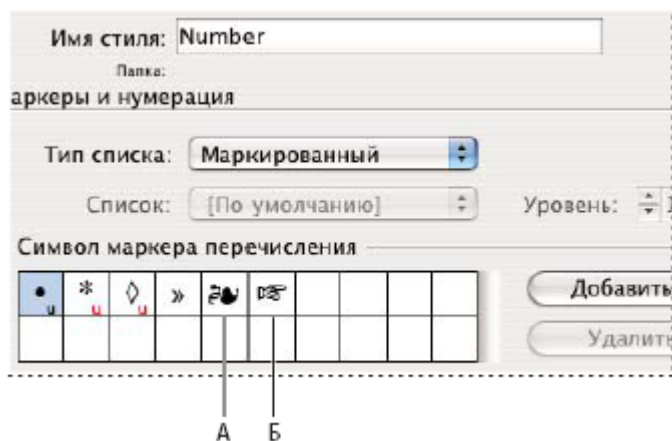 Имя стиля: Number
Папка:
аркеры и нумерация
Тип списка: Маркированный
Список: [По умолчанию] Уровень:
Символ маркера перечисления
• u * u ◊ u » Добавить
Удалить
А Б